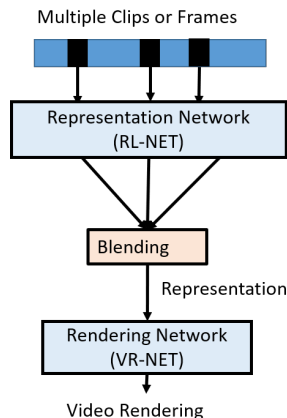 Multiple Clips or Frames
Representation Network
(RL-NET)
Blending
Representation
Rendering Network
(VR-NET)
Video Rendering